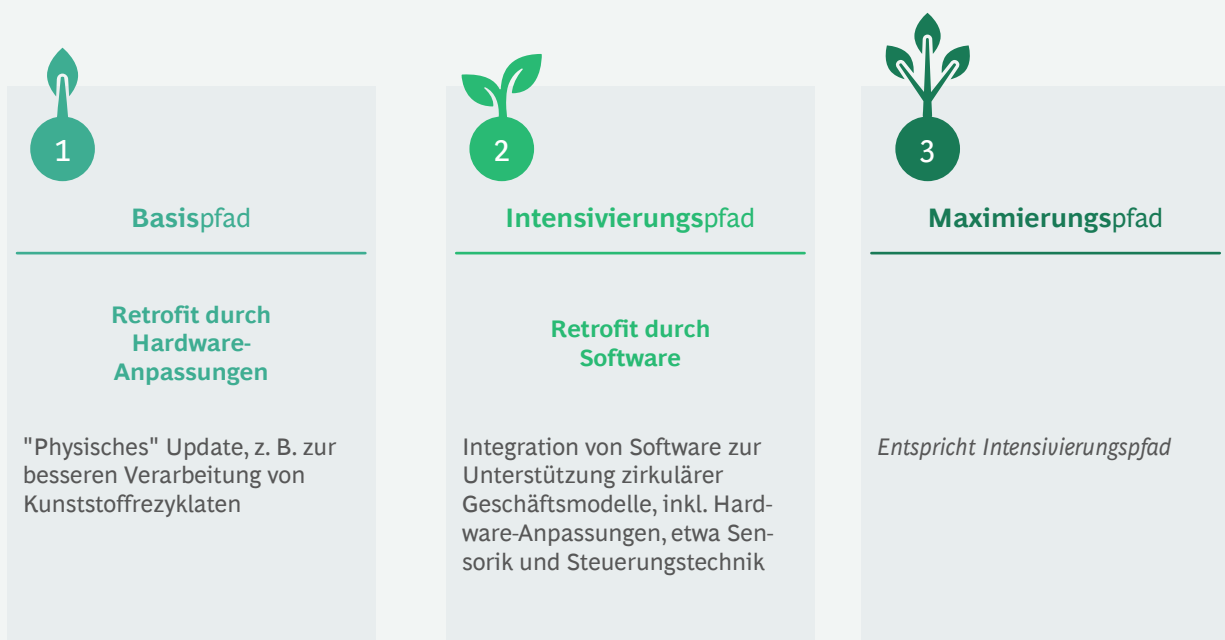 1
Basispfad
Retrofit durch
Hardware-
Anpassungen
"Physisches" Update, z. B. zur
besseren Verarbeitung von
Kunststoffrezyklaten
2
Intensivierungspfad
Retrofit durch
Software
Integration von Software zur
Unterstützung zirkulärer
Geschäftsmodelle, inkl. Hard-
ware-Anpassungen, etwa Sen-
sorik und Steuerungstechnik
3
Maximierungspfad
Entspricht Intensivierungspfad